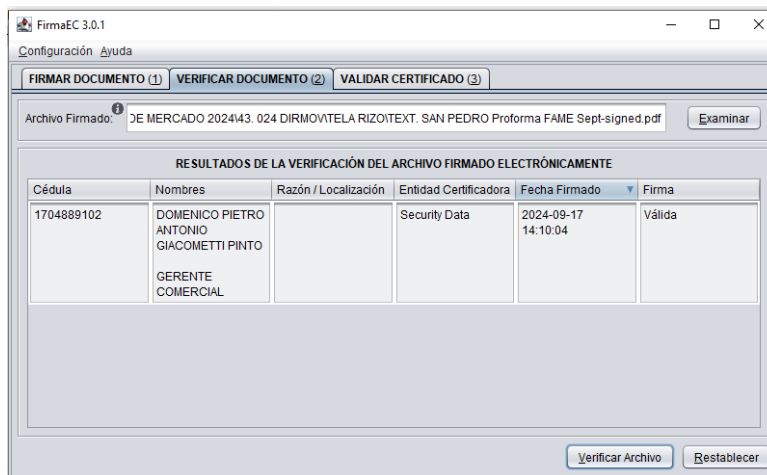 FirmaEC 3.0.1
Configuración Ayuda
FIRMAR DOCUMENTO (1) VERIFICAR DOCUMENTO (2) VALIDAR CERTIFICADO (3)
Archivo Firmado: DE MERCADO 2024\43. 024 DIRMOV\TELA RIZO\TEXT. SAN PEDRO Proforma FAME Sept-signed.pdf Examinar
RESULTADOS DE LA VERIFICACIÓN DEL ARCHIVO FIRMADO ELECTRÓNICAMENTE
Cédula Nombres Razón / Localización Entidad Certificadora Fecha Firmado Firma
1704889102 DOMENICO PIETRO Security Data 2024-09-17 Válida
ANTONIO 14:10:04
GIACOMETTI PINTO
GERENTE
COMERCIAL
Verificar Archivo Restablecer